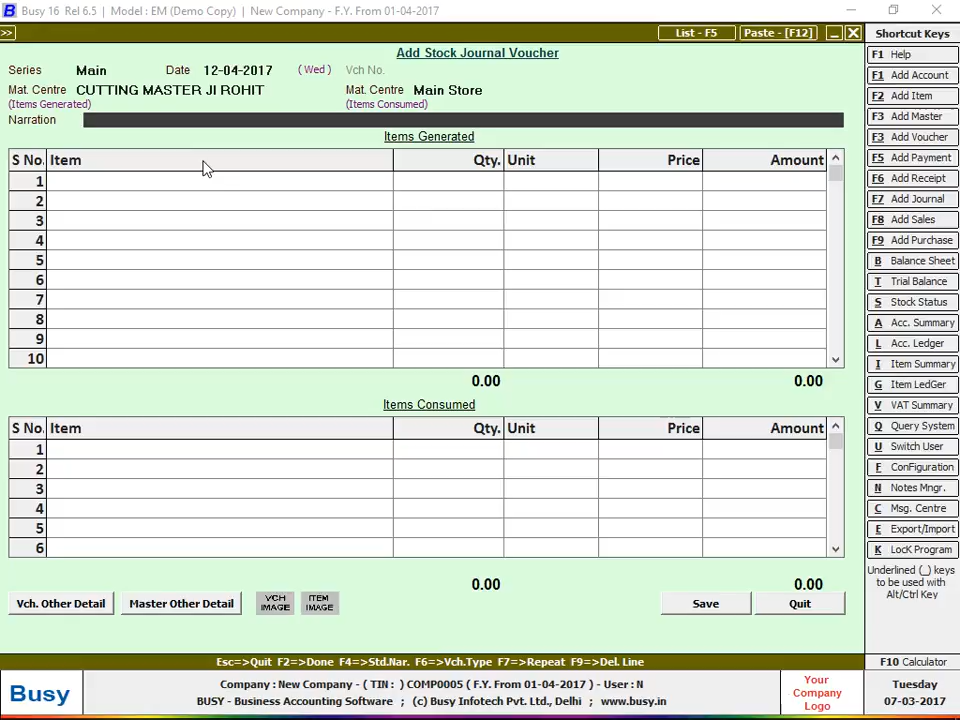 Busy 16 Rel 6.5 | Model : EM (Demo Copy) | New Company - F.Y. From 01-04-2017
>> List - F5 Paste - [F12] Shortcut Keys
Add Stock Journal Voucher
Series Main Date 12-04-2017 (Wed) Vch No.
Mat. Centre CUTTING MASTER JI ROHIT Mat. Centre Main Store
(Items Generated) (Items Consumed)
Narration
Items Generated
S No. Item Qty. Unit Price Amount
1
2
3
4
5
6
7
8
9
10
0.00 0.00
Items Consumed
S No. Item Qty. Unit Price Amount
1
2
3
4
5
6
0.00 0.00
Vch. Other Detail Master Other Detail VCH IMAGE ITEM IMAGE Save Quit
Esc=>Quit F2=>Done F4=>Std.Nar. F6=>Vch.Type F7=>Repeat F9=>Del. Line
F1 Help
F1 Add Account
F2 Add Item
F3 Add Master
F3 Add Voucher
F5 Add Payment
F6 Add Receipt
F7 Add Journal
F8 Add Sales
F9 Add Purchase
B Balance Sheet
T Trial Balance
S Stock Status
A Acc. Summary
L Acc. Ledger
I Item Summary
G Item LedGer
V VAT Summary
Q Query System
U Switch User
F ConFiguration
N Notes Mngr.
C Msg. Centre
E Export/Import
K LocK Program
Underlined (_) keys
to be used with
Alt/Ctrl Key
F10 Calculator
Busy
Company : New Company - ( TIN : ) COMP0005 ( F.Y. From 01-04-2017 ) - User : N
BUSY - Business Accounting Software ; (c) Busy Infotech Pvt. Ltd., Delhi ; www.busy.in
Your
Company
Logo
Tuesday
07-03-2017